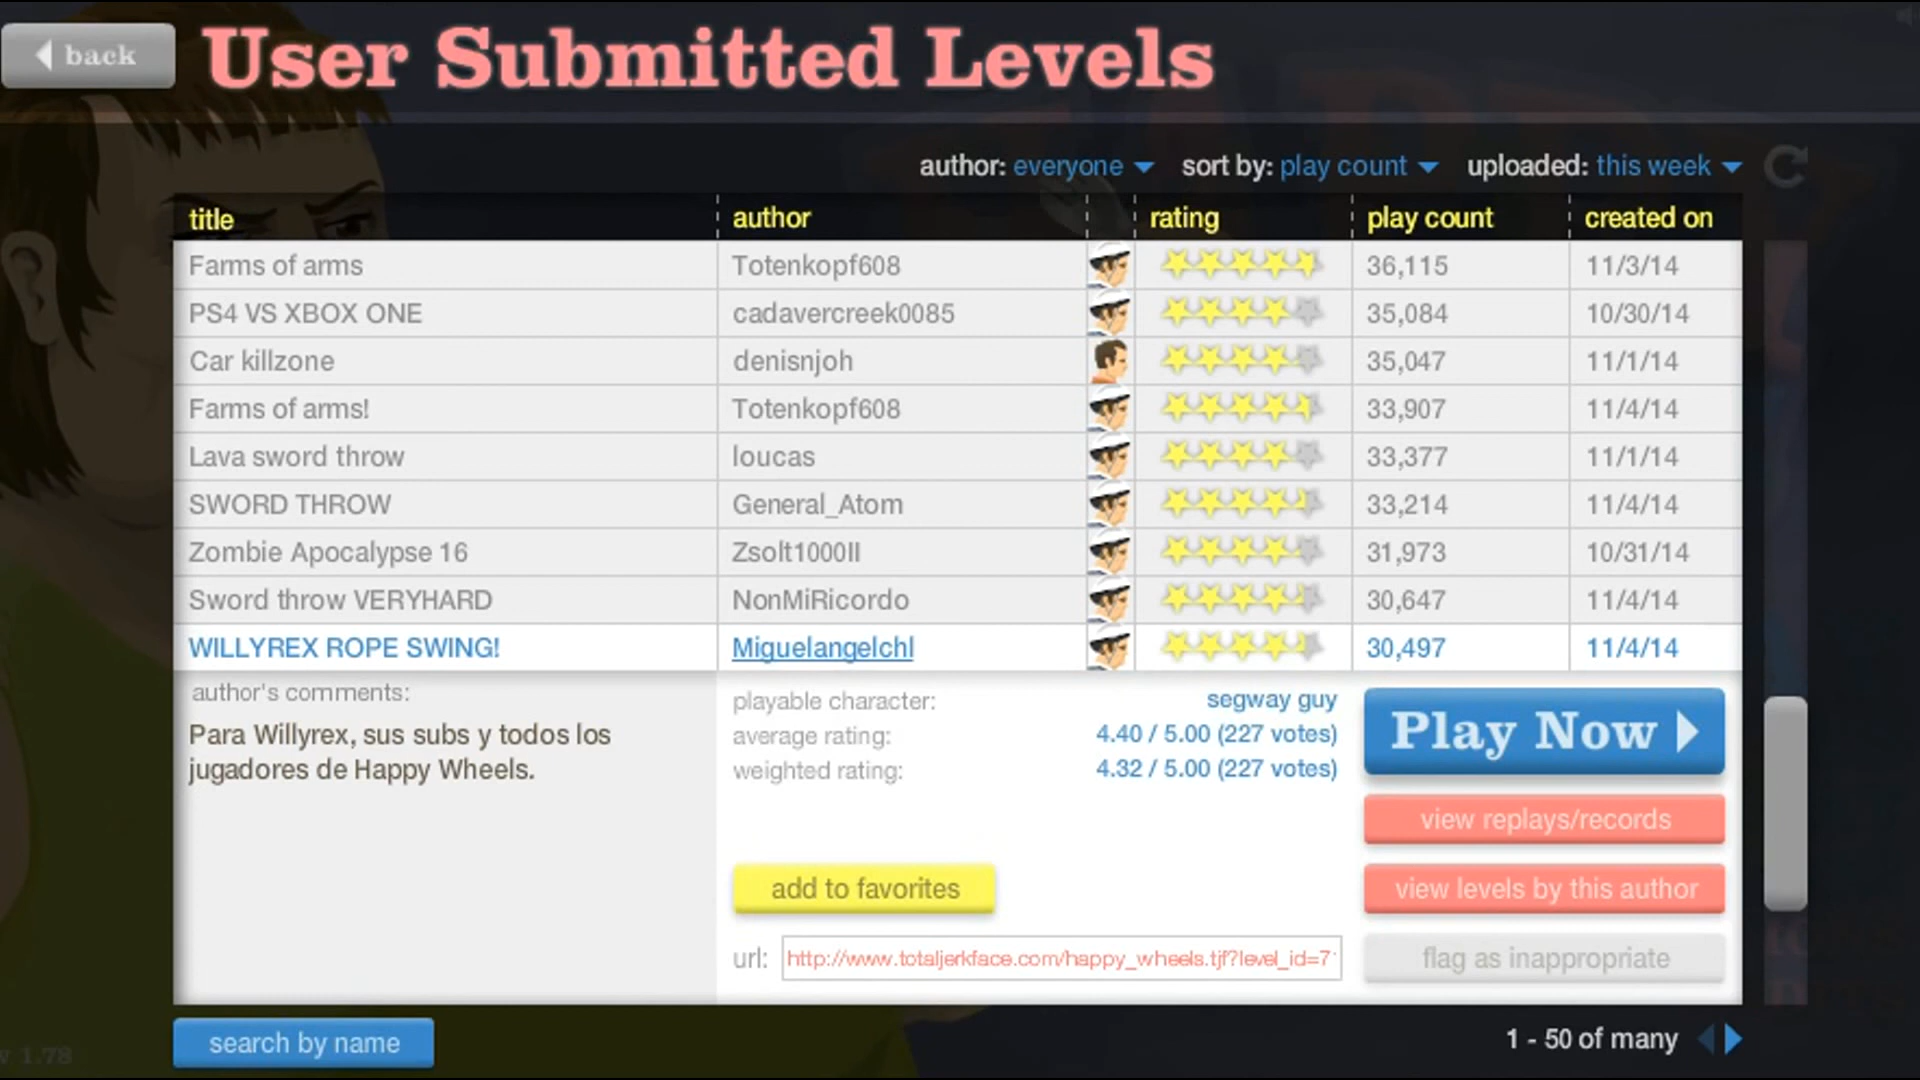 back
User Submitted Levels
author: everyone sort by: play count uploaded: this week
title author rating play count created on
Farms of arms Totenkopf608 36,115 11/3/14
PS4 VS XBOX ONE cadavercreek0085 35,084 10/30/14
Car killzone denisnjoh 35,047 11/1/14
Farms of arms! Totenkopf608 33,907 11/4/14
Lava sword throw loucas 33,377 11/1/14
SWORD THROW General_Atom 33,214 11/4/14
Zombie Apocalypse 16 Zsolt1000II 31,973 10/31/14
Sword throw VERYHARD NonMiRicordo 30,647 11/4/14
WILLYREX ROPE SWING! Miguelangelchl 30,497 11/4/14
author's comments:
Para Willyrex, sus subs y todos los
jugadores de Happy Wheels.
playable character: segway guy
average rating: 4.40 / 5.00 (227 votes)
weighted rating: 4.32 / 5.00 (227 votes)
Play Now
view replays/records
add to favorites
view levels by this author
url: http://www.totaljerkface.com/happy_wheels.tjf?level_id=7
flag as inappropriate
search by name
1 - 50 of many
v 1.78